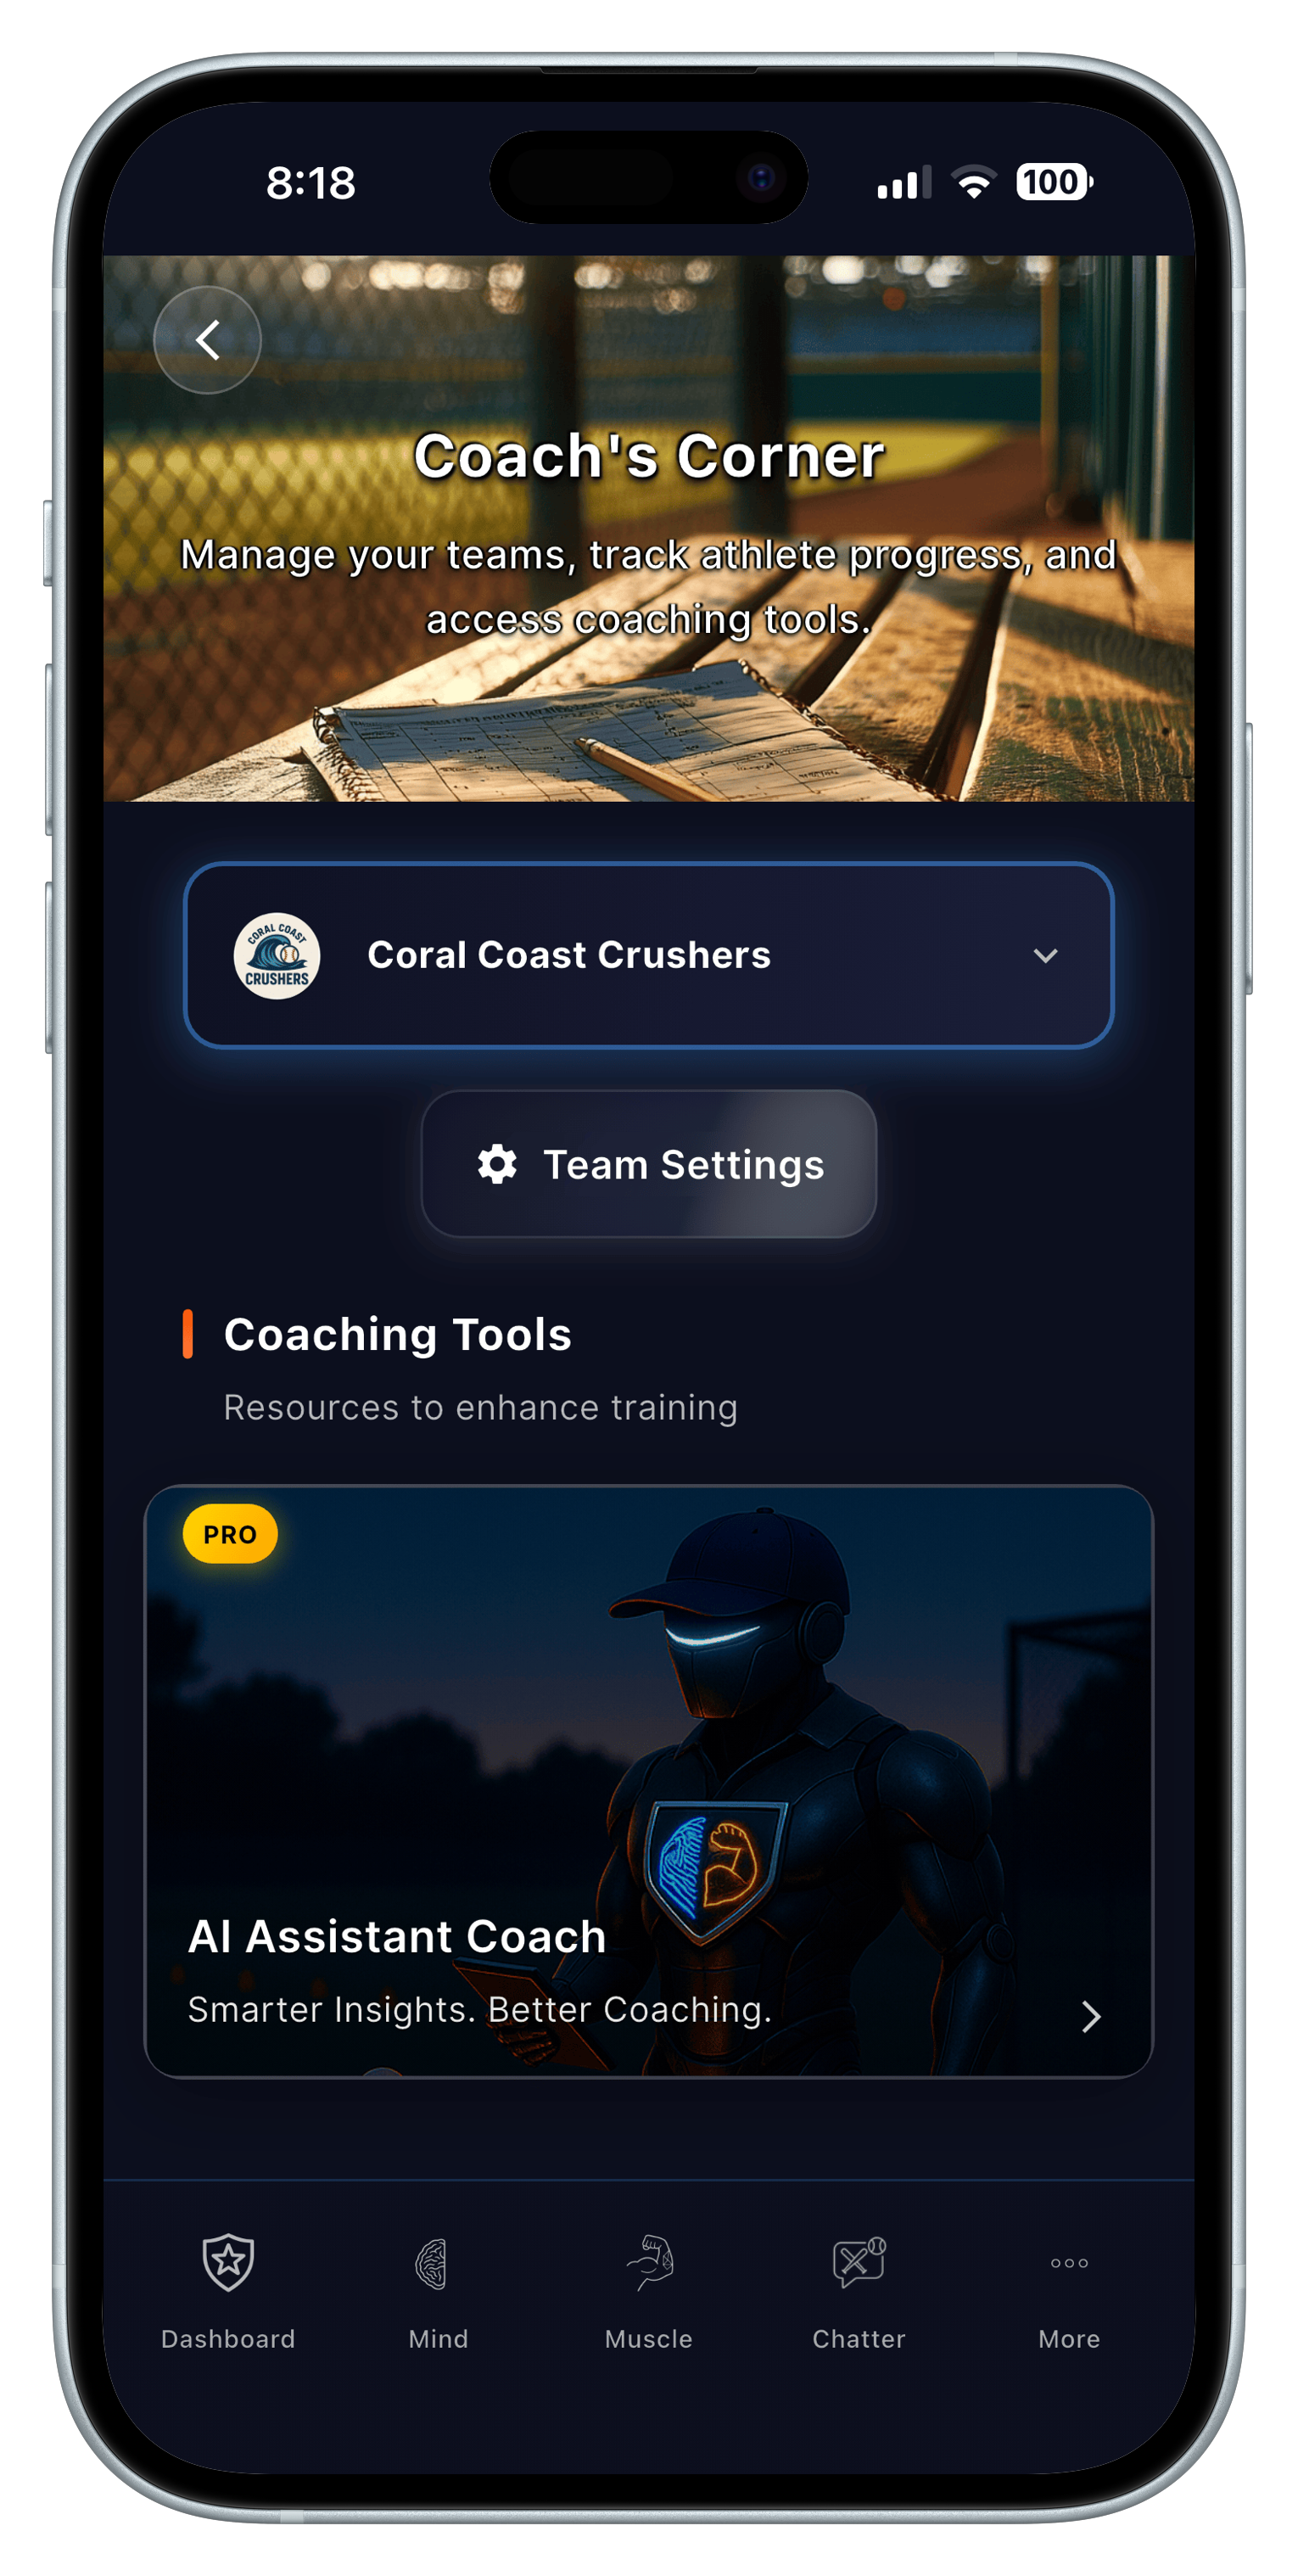 8:18
100
Coach's Corner
Manage your teams, track athlete progress, and
access coaching tools.
CORAL COAST
CRUSHERS
Coral Coast Crushers
Team Settings
Coaching Tools
Resources to enhance training
PRO
AI Assistant Coach
Smarter Insights. Better Coaching.
Dashboard
Mind
Muscle
Chatter
More